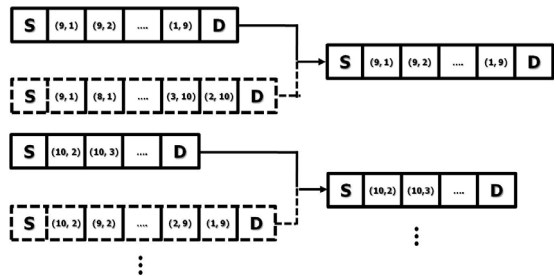 S (9, 1) (9, 2) .... (1, 9) D
S (9, 1) (9, 2) .... (1, 9) D
S (9, 1) (8, 1) .... (3, 10) (2, 10) D
S (10, 2) (10, 3) .... D
S (10,2) (10,3) .... D
S (10, 2) (9, 2) .... (2, 9) (1, 9) D